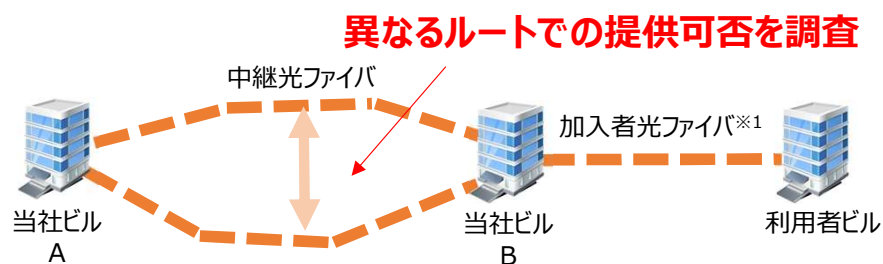 異なるルートでの提供可否を調査
中継光ファイバ
加入者光ファイバ※1
当社ビル
A
当社ビル
B
利用者ビル